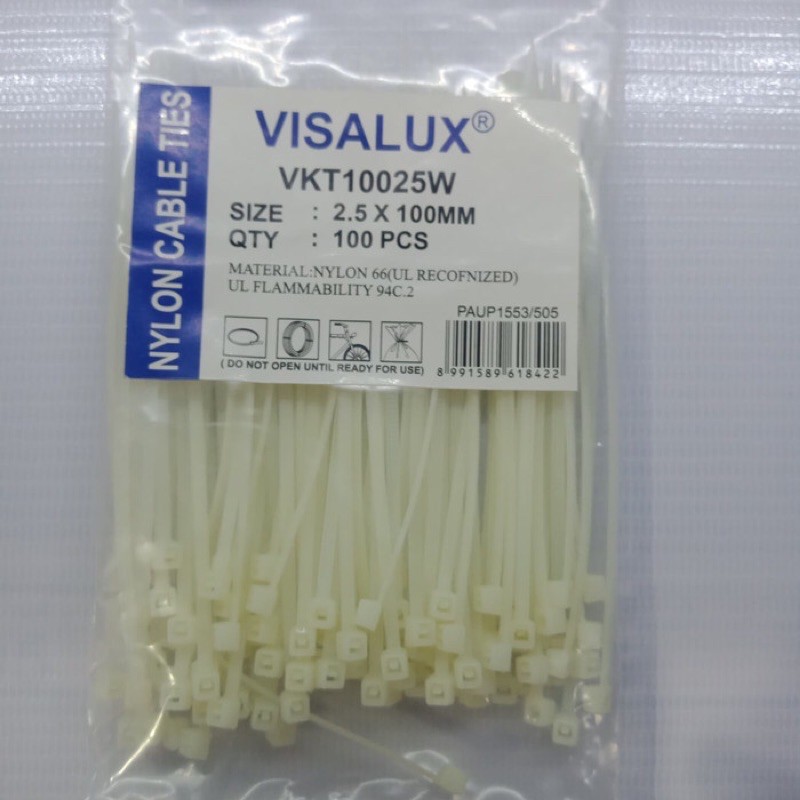 NYLON CABLE TIES
VISALUX®
VKT10025W
SIZE : 2.5 X 100MM
QTY : 100 PCS
MATERIAL:NYLON 66(UL RECOFNIZED)
UL FLAMMABILITY 94C.2
PAUP1553/505
( DO NOT OPEN UNTIL READY FOR USE)
8 991589 618422